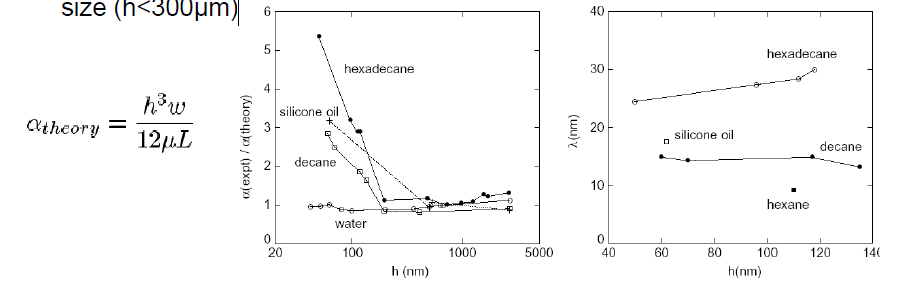 size (h<300μm)
α_theory = h³w / 12μL
6
5
4
3
2
1
0
α(expt) / α(theory)
hexadecane
silicone oil
decane
water
20 100 1000 5000
h (nm)
40
30
20
10
0
λ(nm)
hexadecane
silicone oil
decane
hexane
40 60 80 100 120 14
h(nm)